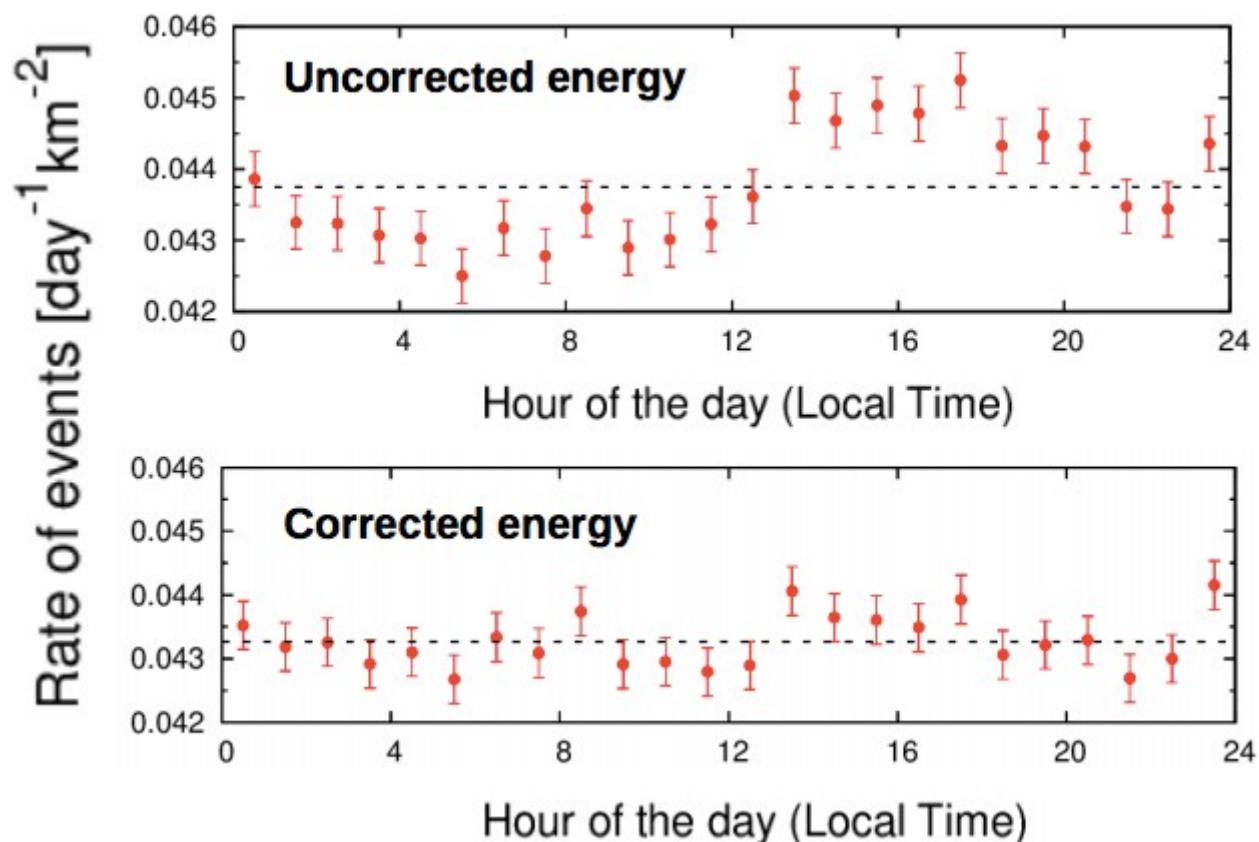 Rate of events [day⁻¹km⁻²]
0.046
Uncorrected energy
0.045
0.044
0.043
0.042
0 4 8 12 16 20 24
Hour of the day (Local Time)
0.046
Corrected energy
0.045
0.044
0.043
0.042
0 4 8 12 16 20 24
Hour of the day (Local Time)